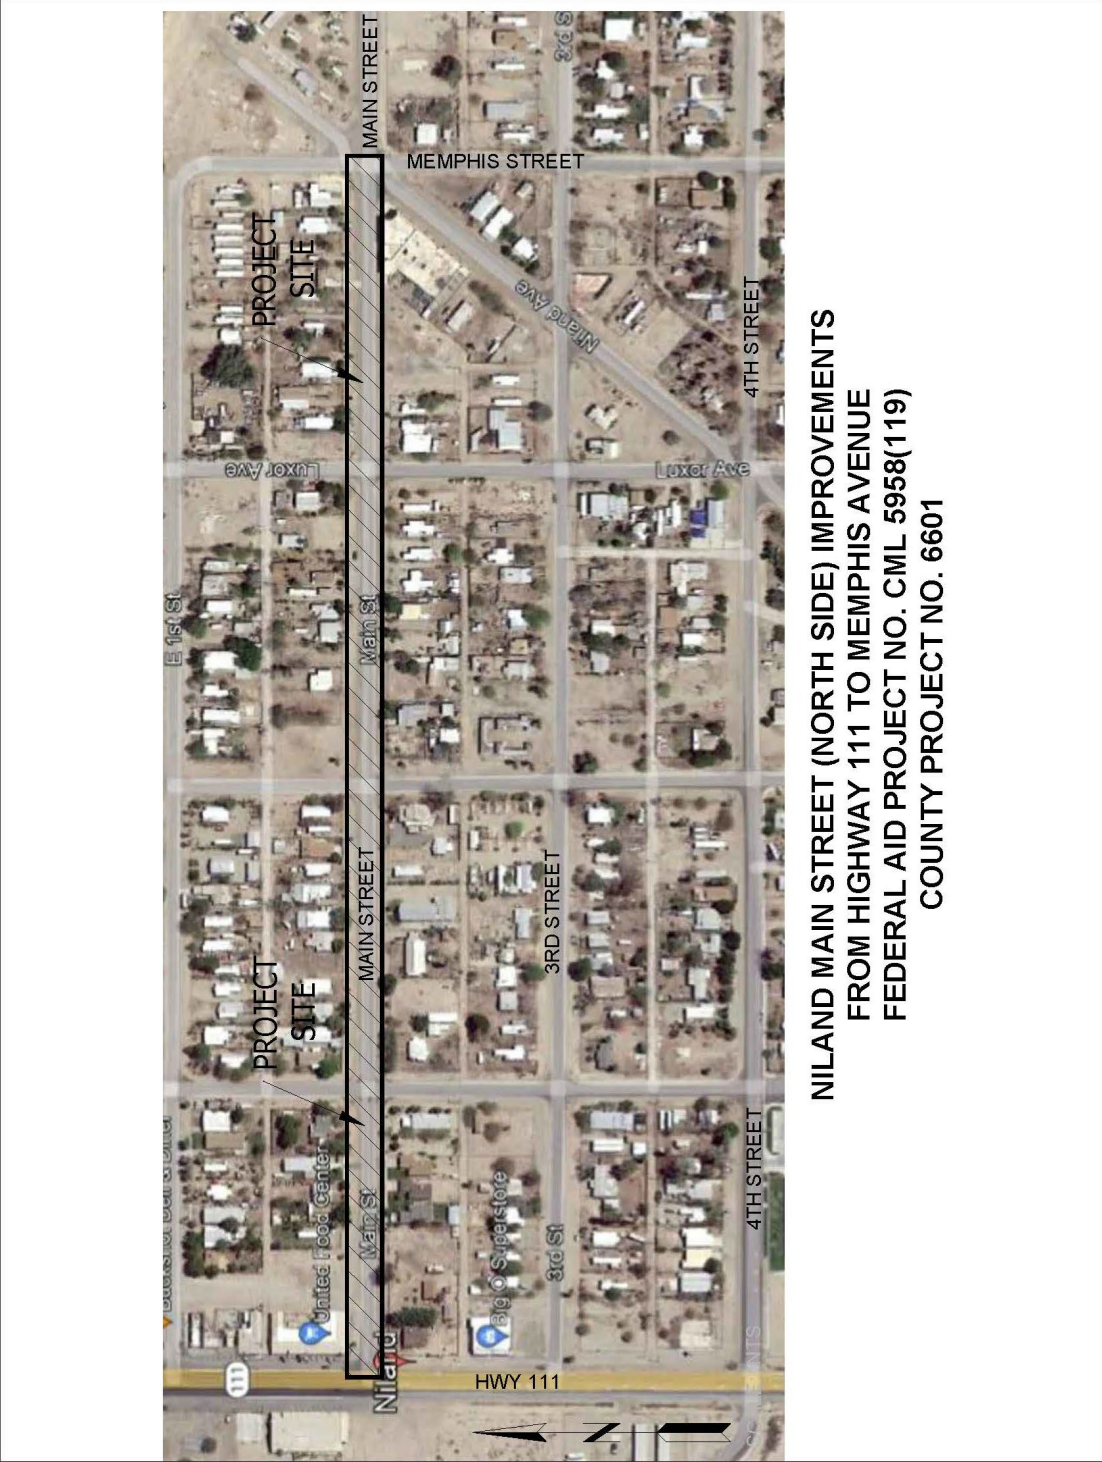 MAIN STREET
3rd S
MEMPHIS STREET
PROJECT
SITE
Niland Ave
4TH STREET
Luxor Ave
Luxor Ave
E 1st St
Main St
MAIN STREET
3RD STREET
PROJECT
SITE
4TH STREET
United Food Center
Main St
Big O Superstore
3rd St
111
Niland
HWY 111
N
NILAND MAIN STREET (NORTH SIDE) IMPROVEMENTS
FROM HIGHWAY 111 TO MEMPHIS AVENUE
FEDERAL AID PROJECT NO. CML 5958(119)
COUNTY PROJECT NO. 6601